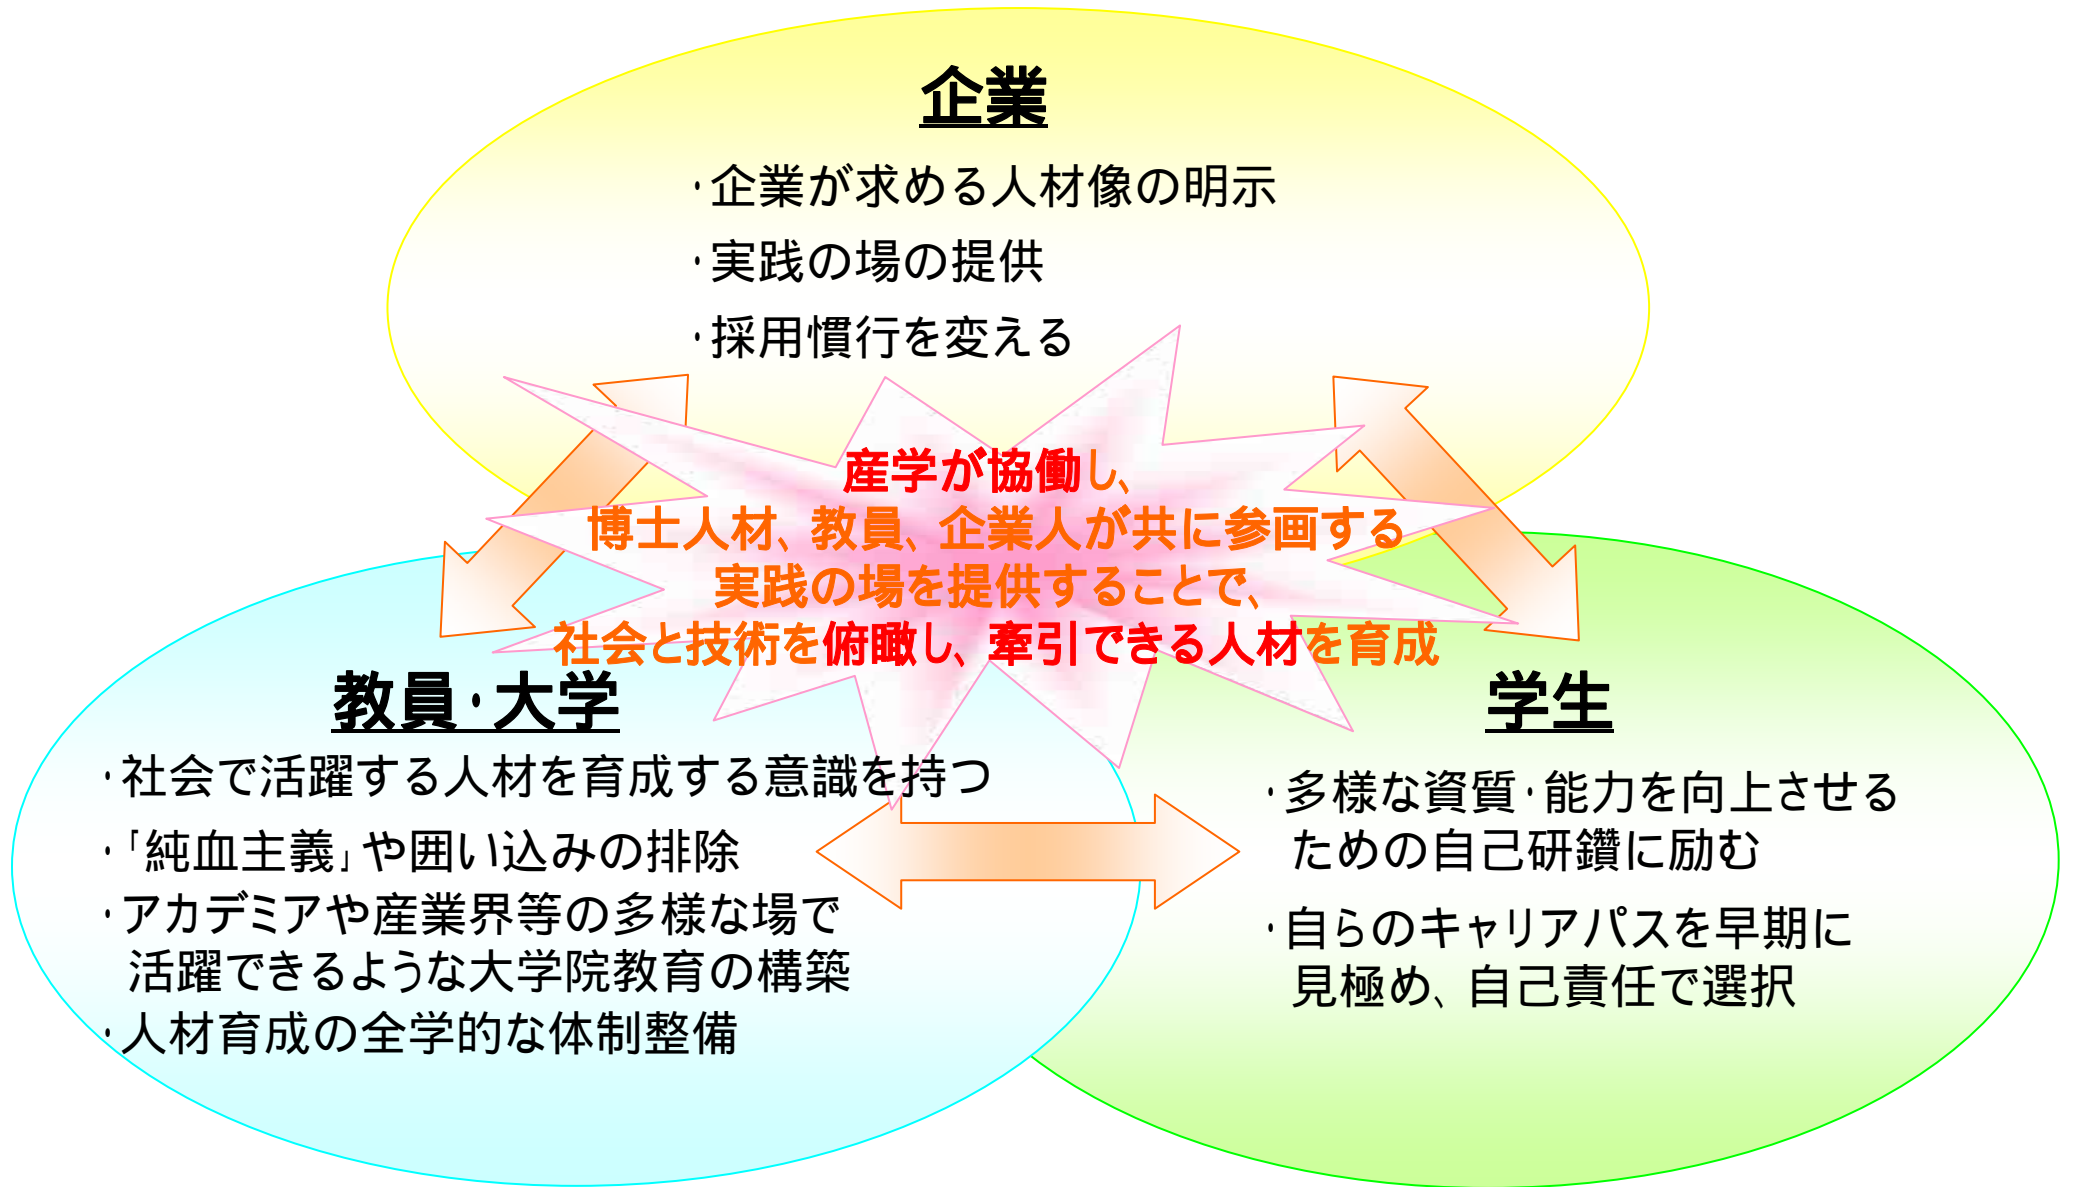 企業
・企業が求める人材像の明示
・実践の場の提供
・採用慣行を変える
産学が協働し、
博士人材、教員、企業人が共に参画する
実践の場を提供することで、
社会と技術を俯瞰し、牽引できる人材を育成
教員・大学
・社会で活躍する人材を育成する意識を持つ
・「純血主義」や囲い込みの排除
・アカデミアや産業界等の多様な場で
活躍できるような大学院教育の構築
・人材育成の全学的な体制整備
学生
・多様な資質・能力を向上させる
ための自己研鑽に励む
・自らのキャリアパスを早期に
見極め、自己責任で選択